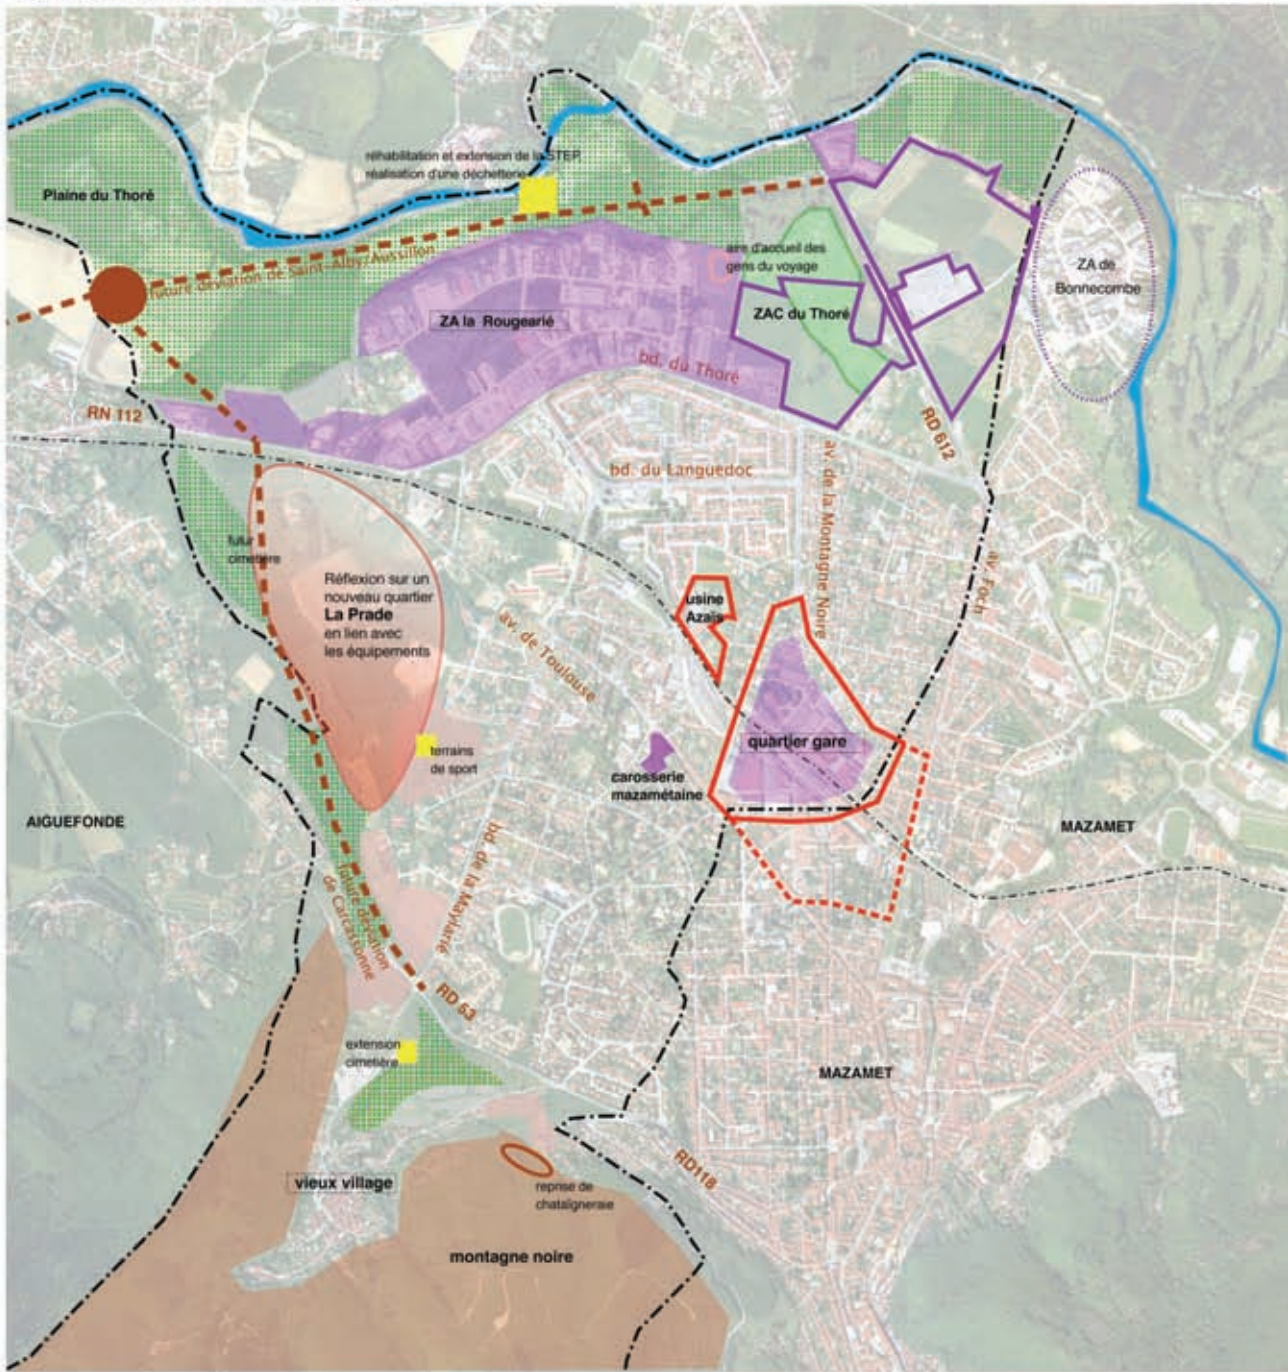 réhabilitation et extension de la STEP
réalisation d'une déchetterie
Plaine du Thoré
future déviation de Saint-Alby/Aussillon
aire d'accueil des
gens du voyage
ZA de
Bonnecombe
ZA la Rougearié
ZAC du Thoré
bd. du Thoré
RN 112
RD 612
bd. du Languedoc
av. de la Montagne Noire
futur
cimetière
av. Foch
Réflexion sur un
nouveau quartier
La Prade
en lien avec
les équipements
usine
Azaïs
av. de Toulouse
quartier gare
terrains
de sport
carosserie
mazamétaine
AIGUEFONDE
MAZAMET
bd. de la Maylarié
future déviation
de Carcassonne
RD 53
extension
cimetière
MAZAMET
vieux village
RD118
reprise de
chataîgneraie
montagne noire